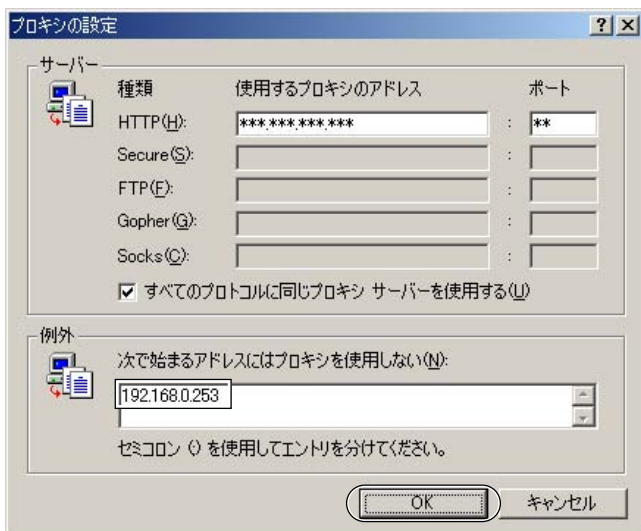 プロキシの設定
サーバー
種類 使用するプロキシのアドレス ポート
HTTP(H): ***.***.***.*** : **
Secure(S): :
FTP(F): :
Gopher(G): :
Socks(C): :
すべてのプロトコルに同じプロキシ サーバーを使用する(U)
例外
次で始まるアドレスにはプロキシを使用しない(N):
192.168.0.253
セミコロン (;) を使用してエントリを分けてください。
OK キャンセル